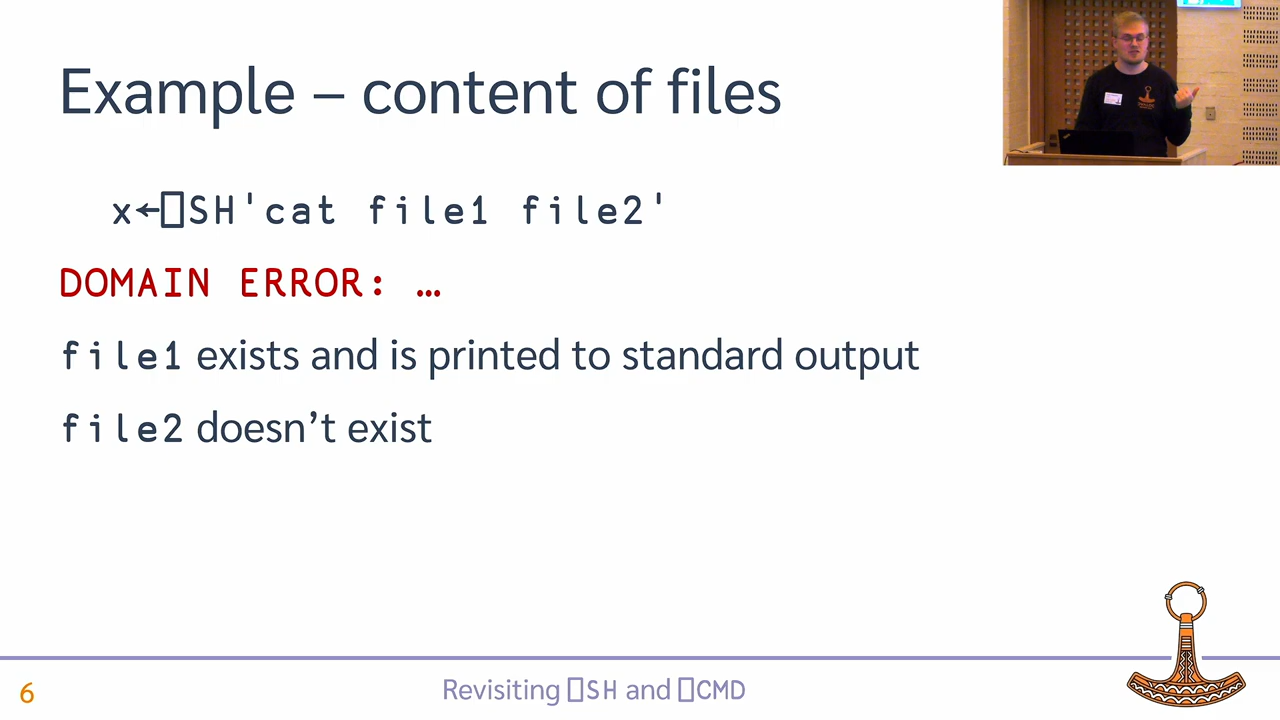 Example – content of files
x←⎕SH'cat file1 file2'
DOMAIN ERROR: …
file1 exists and is printed to standard output
file2 doesn’t exist
6
Revisiting ⎕SH and ⎕CMD